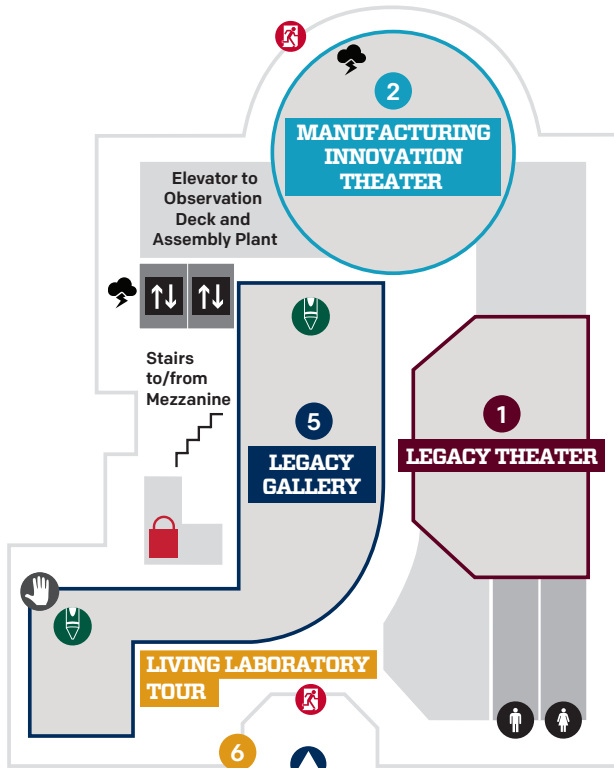 2
MANUFACTURING
INNOVATION
THEATER
Elevator to
Observation
Deck and
Assembly Plant
Stairs
to/from
Mezzanine
5
LEGACY
GALLERY
1
LEGACY THEATER
LIVING LABORATORY
TOUR
6